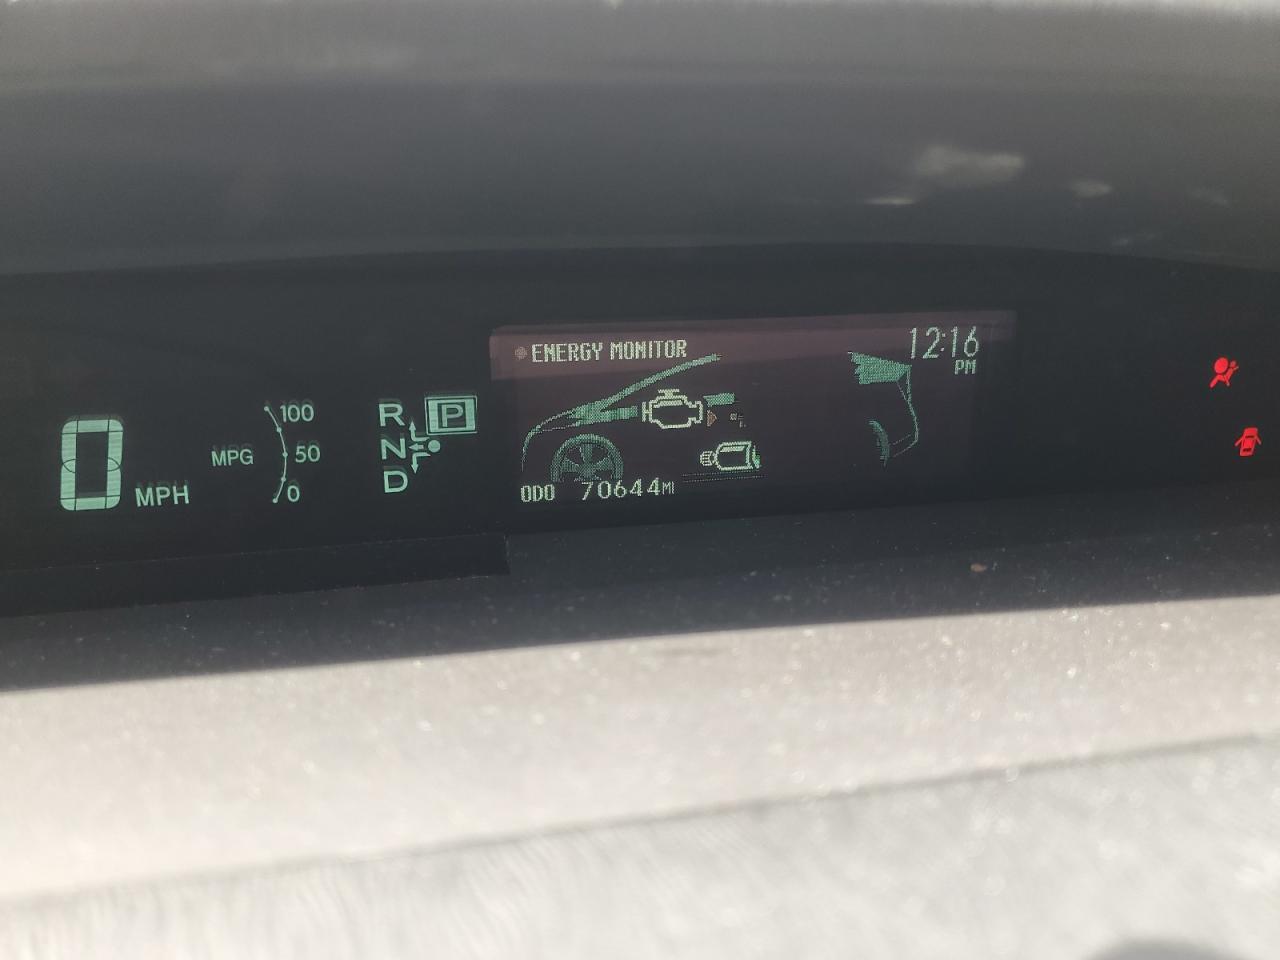 0 MPH
MPG
100
50
0
R
P
N
D
ENERGY MONITOR
12:16
PM
ODO 70644MI